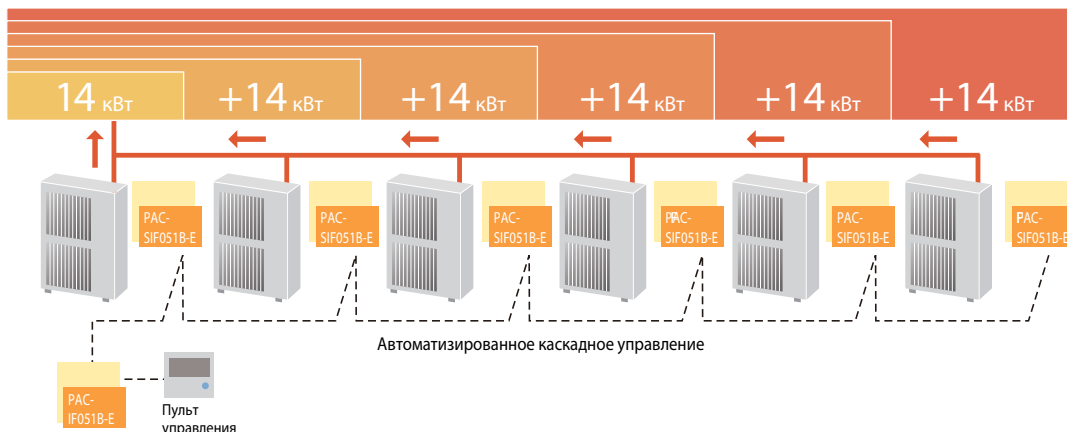 14 кВт +14 кВт +14 кВт +14 кВт +14 кВт +14 кВт
PAC-
SIF051B-E
PAC-
SIF051B-E
PAC-
SIF051B-E
PAC-
SIF051B-E
PAC-
SIF051B-E
PAC-
SIF051B-E
Автоматизированное каскадное управление
PAC-
IF051B-E
Пульт
управления